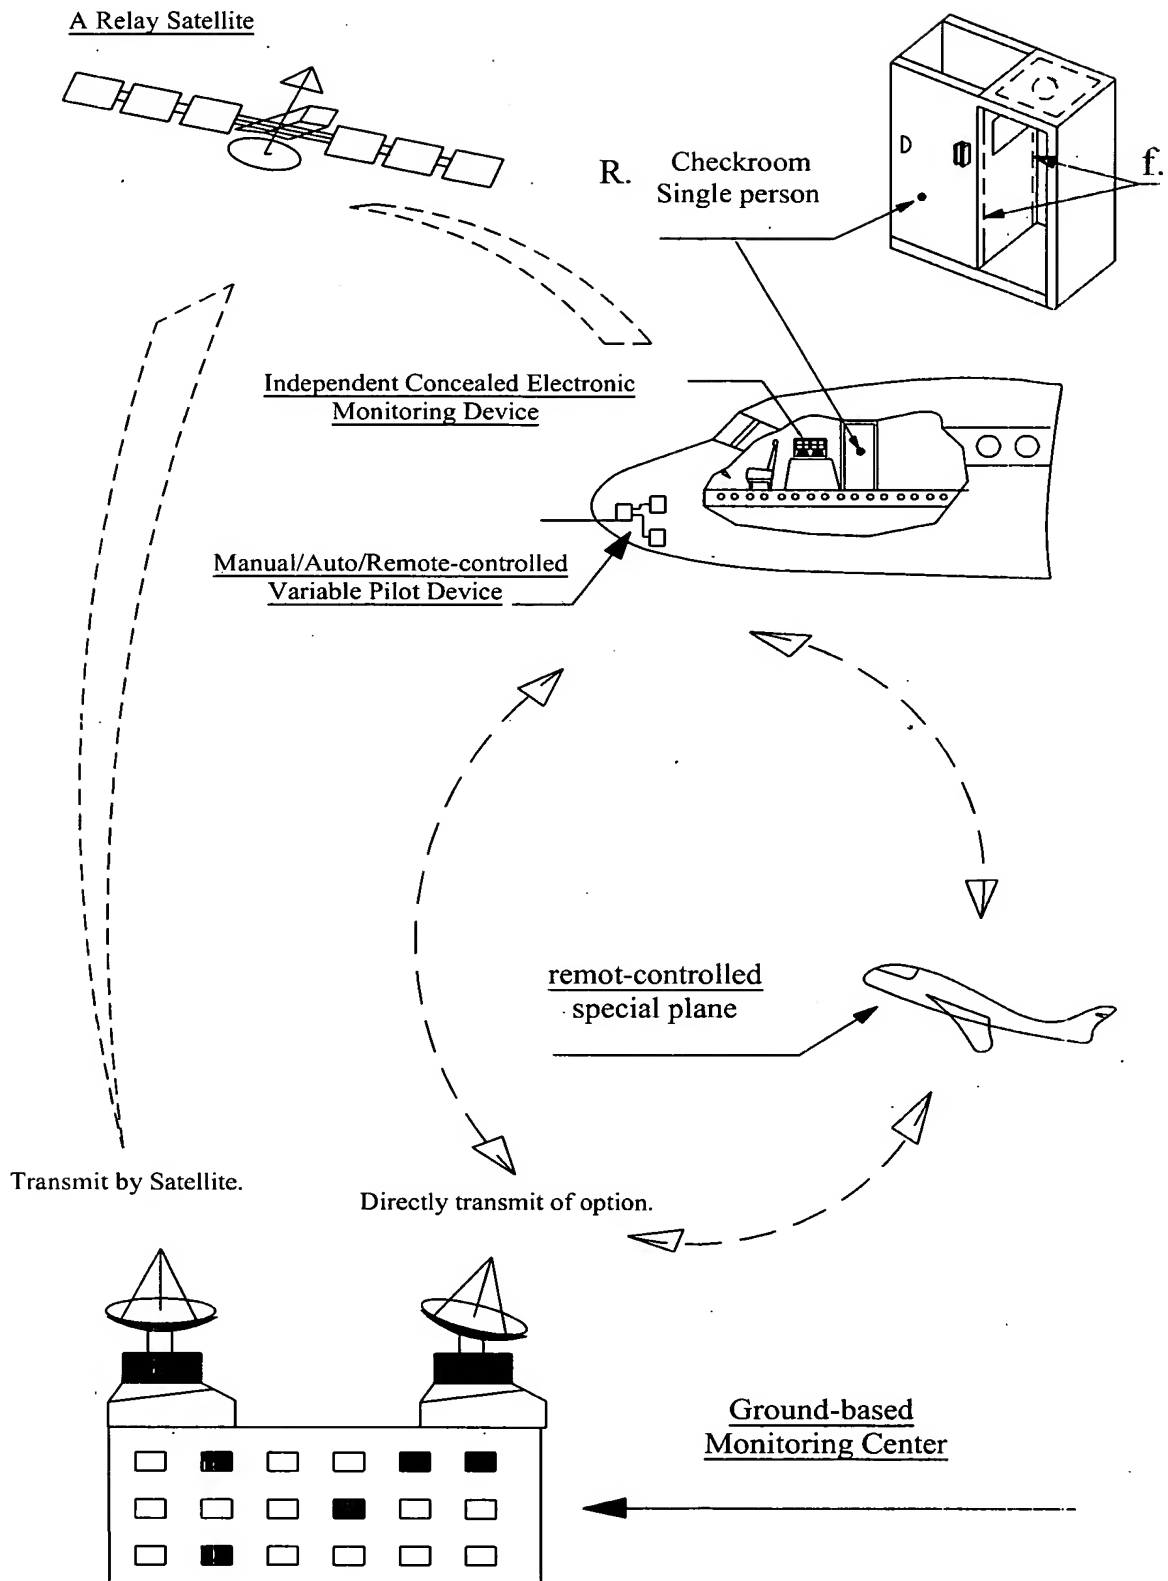 A Relay Satellite
R.
Checkroom
Single person
D
f.
Independent Concealed Electronic
Monitoring Device
Manual/Auto/Remote-controlled
Variable Pilot Device
remot-controlled
special plane
Transmit by Satellite.
Directly transmit of option.
Ground-based
Monitoring Center